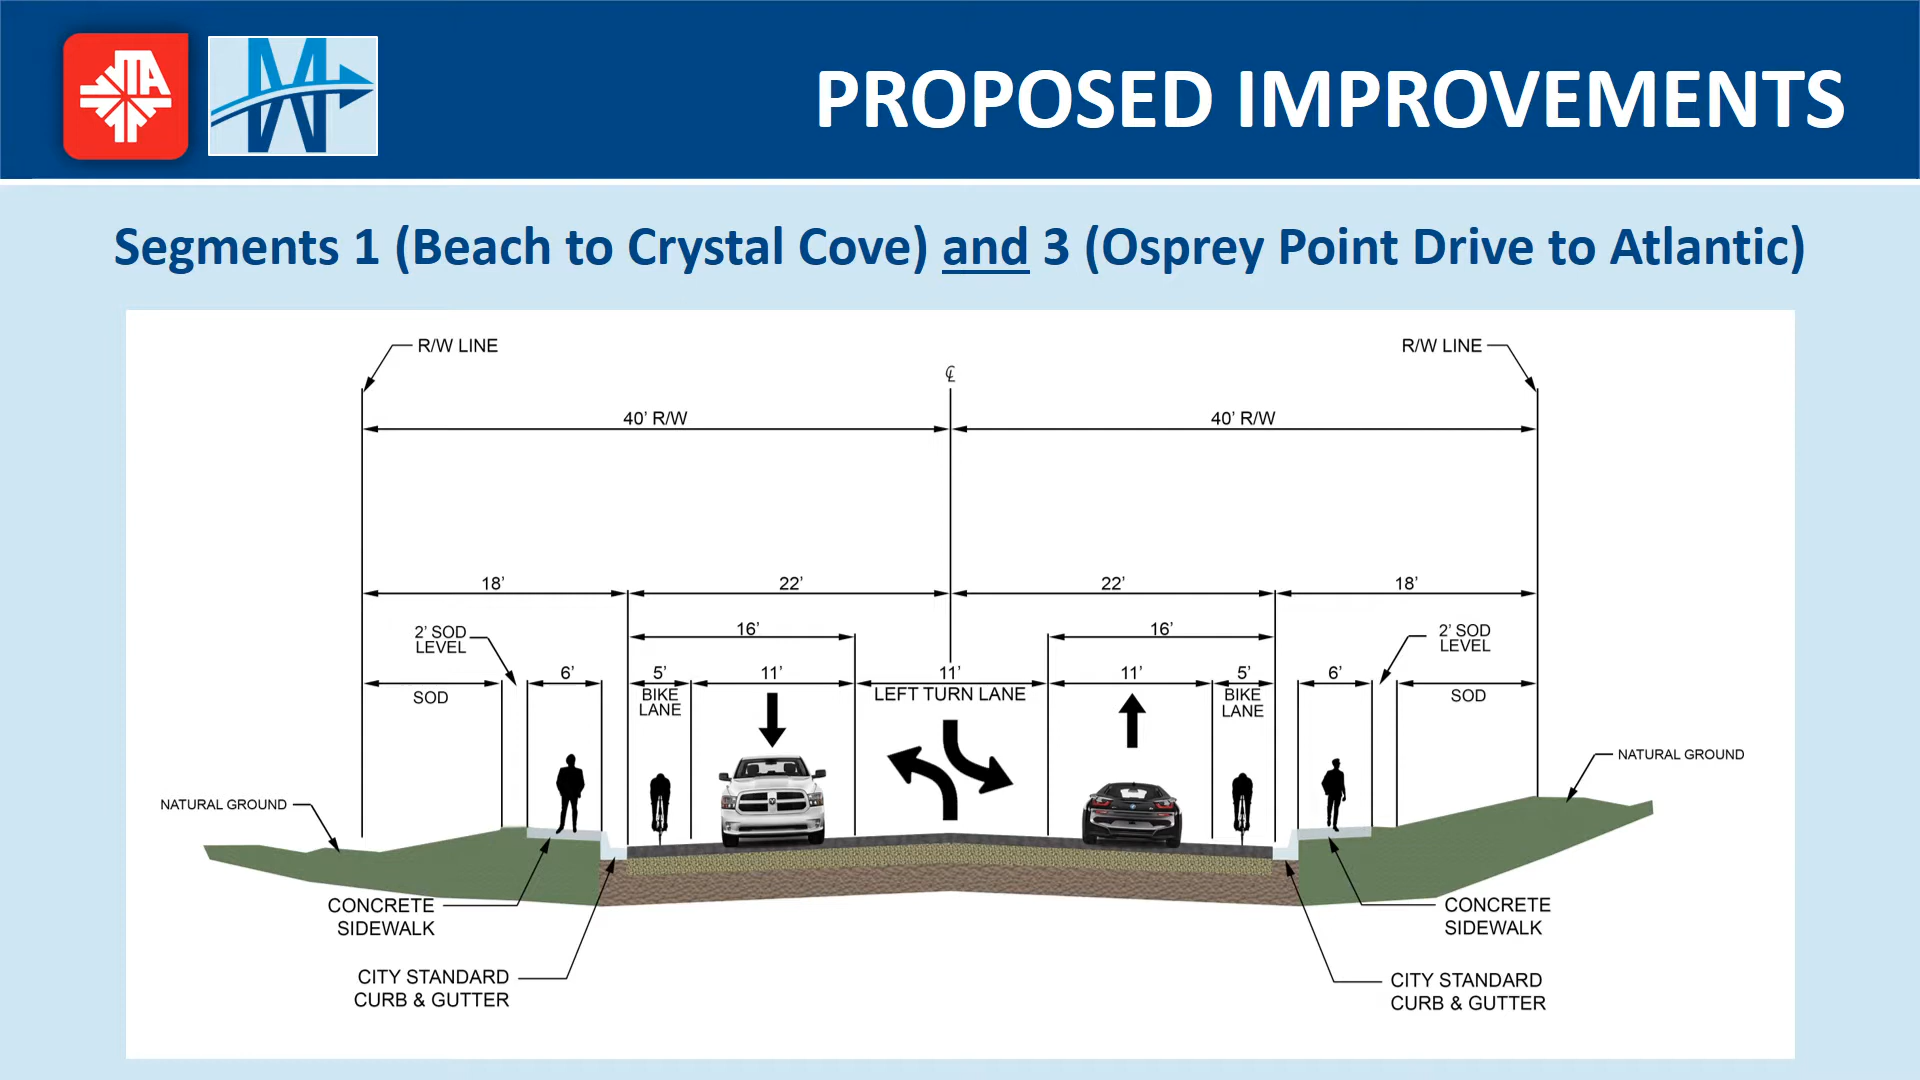 JTA
M
PROPOSED IMPROVEMENTS
Segments 1 (Beach to Crystal Cove) and 3 (Osprey Point Drive to Atlantic)
R/W LINE
R/W LINE
℄
40’ R/W
40’ R/W
18’
22’
22’
18’
16’
16’
2’ SOD
LEVEL
2’ SOD
LEVEL
6’
5’
11’
11’
11’
5’
6’
SOD
BIKE
LANE
LEFT TURN LANE
BIKE
LANE
SOD
NATURAL GROUND
NATURAL GROUND
CONCRETE
SIDEWALK
CONCRETE
SIDEWALK
CITY STANDARD
CURB & GUTTER
CITY STANDARD
CURB & GUTTER